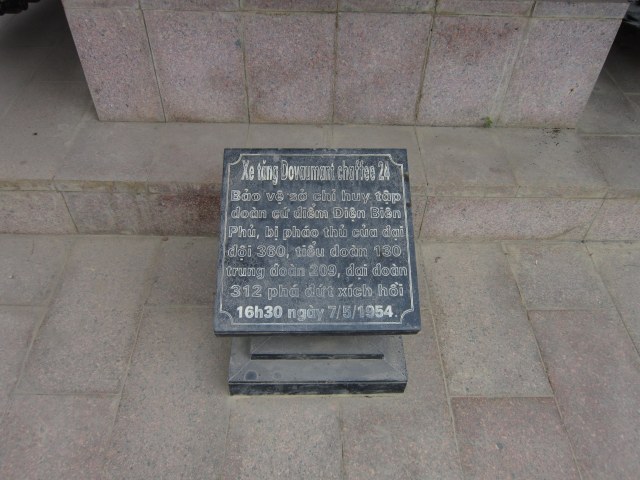 Xe tăng Dovaumant chaffee 24
Bảo vệ sở chỉ huy tập
đoàn cứ điểm Điện Biên
Phủ, bị pháo thủ của đại
đội 360, tiểu đoàn 130
trung đoàn 209, đại đoàn
312 phá đứt xích hồi
16h30 ngày 7/5/1954.